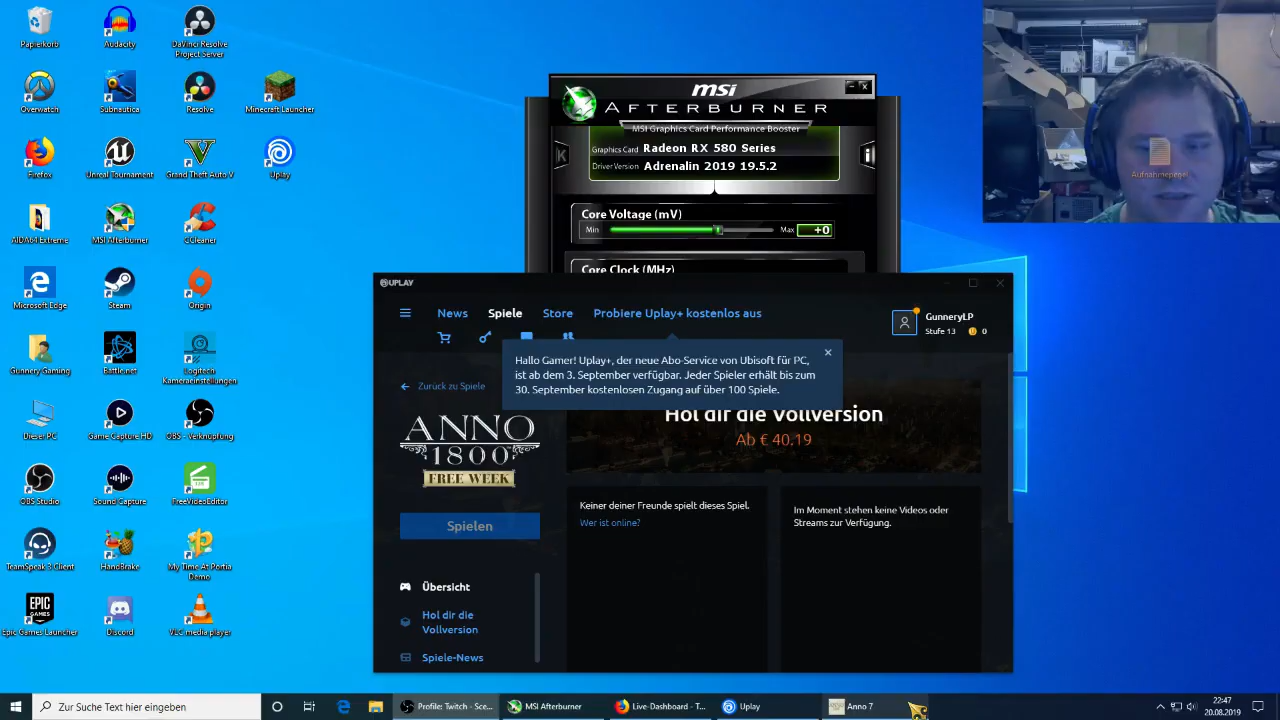 Papierkorb
Audacity
DaVinci Resolve
Project Server
Overwatch
Subnautica
Resolve
Minecraft Launcher
Firefox
Unreal Tournament
Grand Theft Auto V
Uplay
AIDA64 Extreme
MSI Afterburner
CCleaner
Microsoft Edge
Steam
Origin
Gunnery Gaming
Battle.net
Logitech
Kameraeinstellungen
Dieser PC
Game Capture HD
OBS - Verknüpfung
OBS Studio
Sound Capture
FreeVideoEditor
TeamSpeak 3 Client
HandBrake
My Time At Portia
Demo
Epic Games Launcher
Discord
VLC media player
Aufnahmepegel
msi
AFTERBURNER
MSI Graphics Card Performance Booster
Graphics Card Radeon RX 580 Series
Driver Version Adrenalin 2019 19.5.2
K
i
Core Voltage (mV)
Min Max +0
Core Clock (MHz)
UPLAY
News Spiele Store Probiere Uplay+ kostenlos aus
GunneryLP
Stufe 13 0
Hallo Gamer! Uplay+, der neue Abo-Service von Ubisoft für PC,
ist ab dem 3. September verfügbar. Jeder Spieler erhält bis zum
30. September kostenlosen Zugang auf über 100 Spiele.
Zurück zu Spiele
ANNO
1800
FREE WEEK
Spielen
Hol dir die Vollversion
Ab € 40.19
Keiner deiner Freunde spielt dieses Spiel.
Wer ist online?
Im Moment stehen keine Videos oder
Streams zur Verfügung.
Übersicht
Hol dir die
Vollversion
Spiele-News
Zur Suche Text hier eingeben
Profile: Twitch - Sce...
MSI Afterburner
Live-Dashboard - T...
Uplay
Anno 7
22:47
20.08.2019